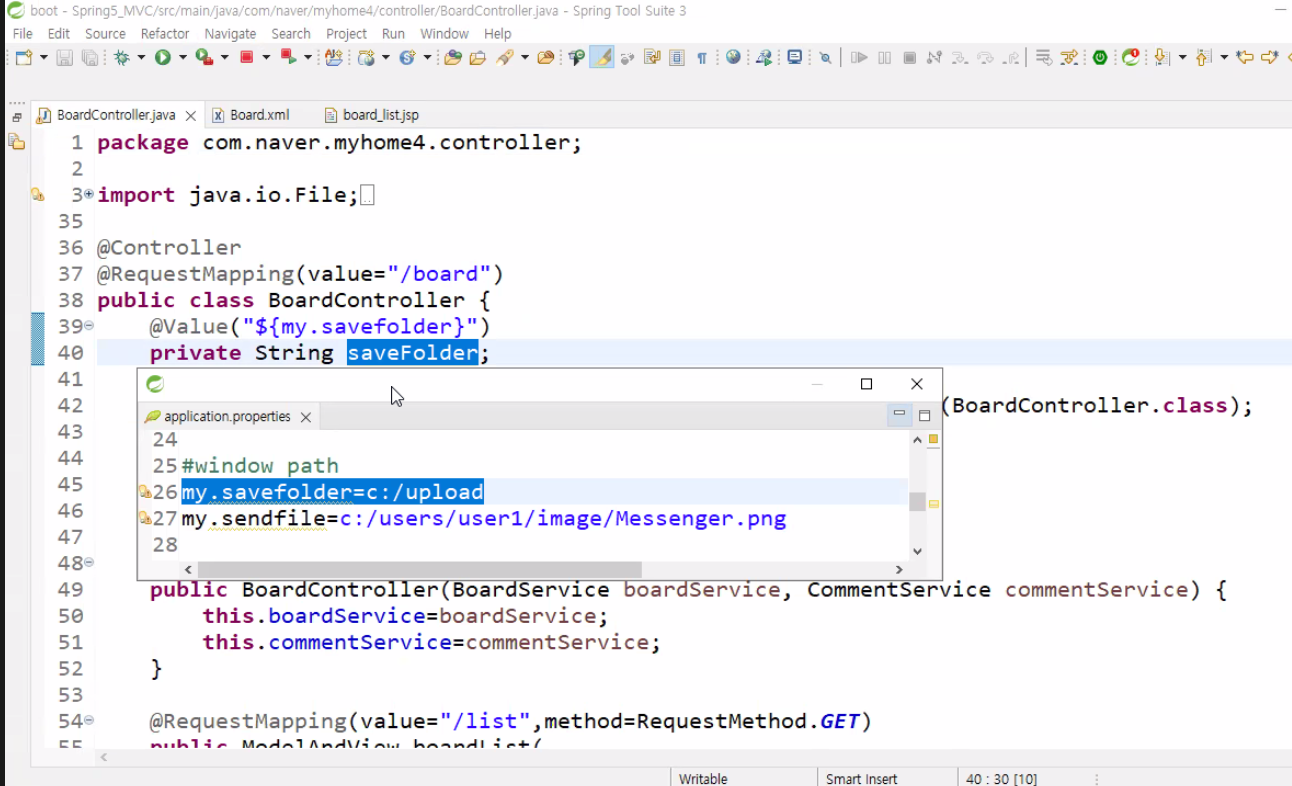 boot - Spring5_MVC/src/main/java/com/naver/myhome4/controller/BoardController.java - Spring Tool Suite 3
File Edit Source Refactor Navigate Search Project Run Window Help
BoardController.java Board.xml board_list.jsp
1 package com.naver.myhome4.controller;
2
3 import java.io.File;
35
36 @Controller
37 @RequestMapping(value="/board")
38 public class BoardController {
39 @Value("${my.savefolder}")
40 private String saveFolder;
41
42 (BoardController.class);
43
44
45
46
47
48
application.properties
24
25 #window path
26 my.savefolder=c:/upload
27 my.sendfile=c:/users/user1/image/Messenger.png
28
49 public BoardController(BoardService boardService, CommentService commentService) {
50 this.boardService=boardService;
51 this.commentService=commentService;
52 }
53
54 @RequestMapping(value="/list",method=RequestMethod.GET)
55 public ModelAndView boardList(
Writable Smart Insert 40 : 30 [10]